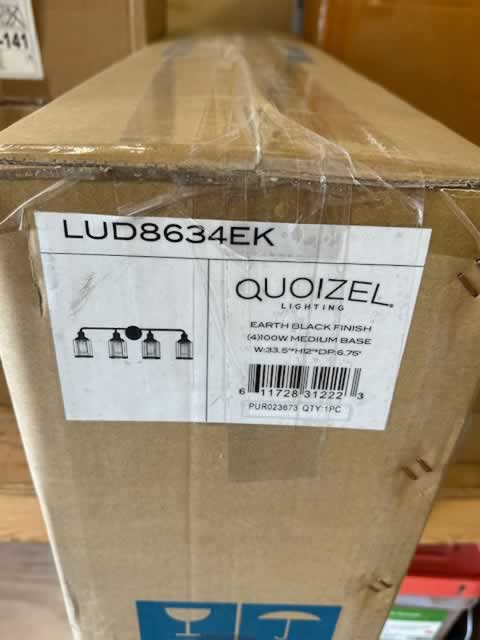 -141
LUD8634EK
QUOIZEL
LIGHTING
EARTH BLACK FINISH
(4)100W MEDIUM BASE
W:33.5"*H12"*DP:6.75"
6 11728 31222 3
PUR023673 QTY:1PC